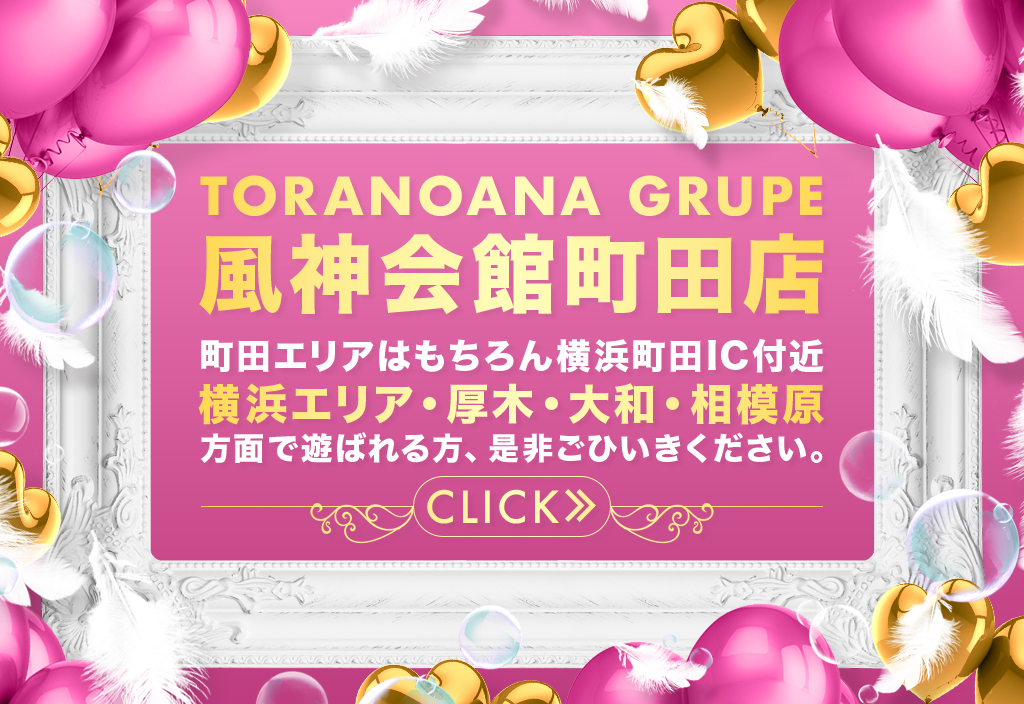 TORANOANA GRUPE
風神会館町田店
町田エリアはもちろん横浜町田IC付近
横浜エリア・厚木・大和・相模原
方面で遊ばれる方、是非ごひいきください。
CLICK»